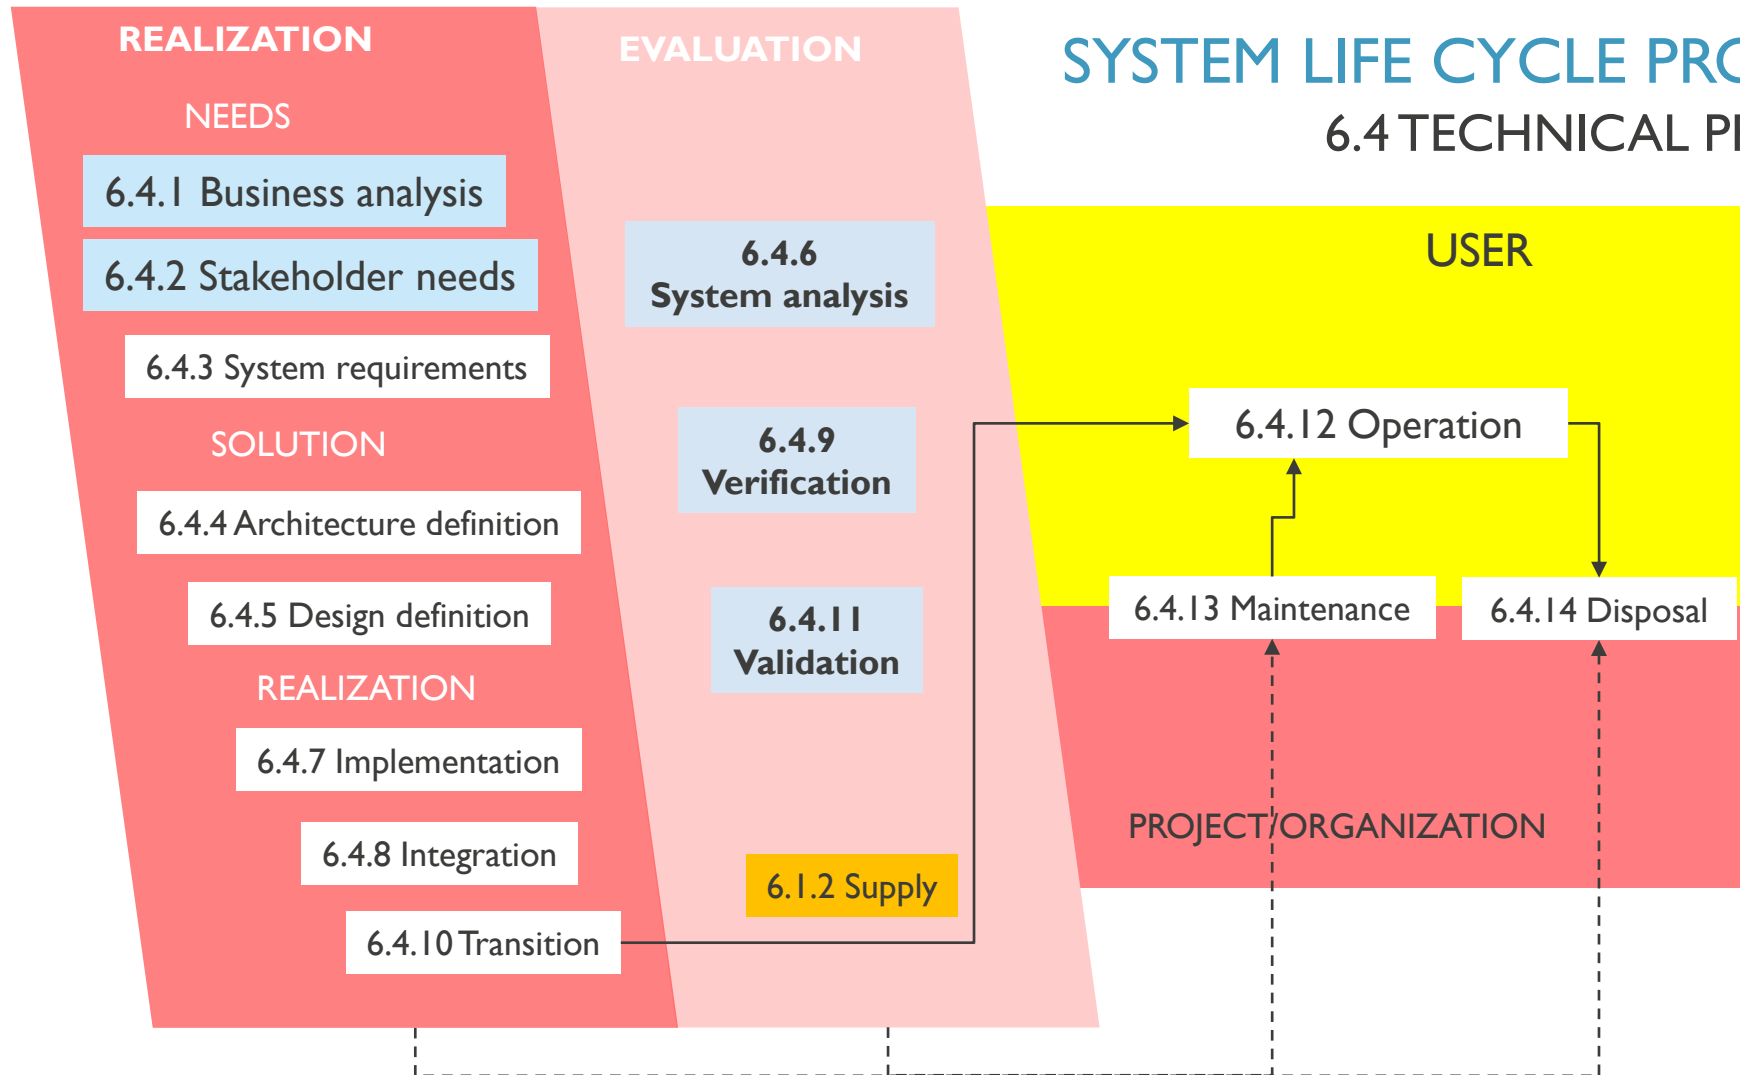 REALIZATION
NEEDS
6.4.1 Business analysis
6.4.2 Stakeholder needs
6.4.3 System requirements
SOLUTION
6.4.4 Architecture definition
6.4.5 Design definition
REALIZATION
6.4.7 Implementation
6.4.8 Integration
6.4.10 Transition
EVALUATION
6.4.6
System analysis
6.4.9
Verification
6.4.11
Validation
6.1.2 Supply
SYSTEM LIFE CYCLE
6.4 TECHNICAL
USER
6.4.12 Operation
6.4.13 Maintenance
6.4.14 Disposal
PROJECT/ORGANIZATION